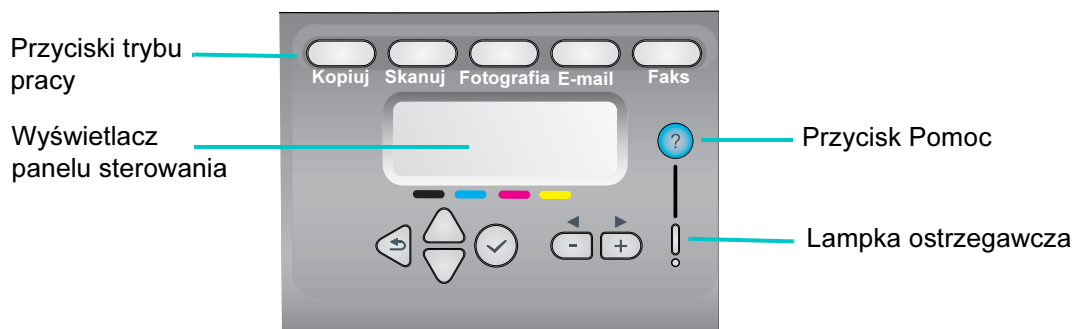 Przyciski trybu
pracy
Kopiuj Skanuj Fotografia E-mail Faks
Wyświetlacz
panelu sterowania
?
Przycisk Pomoc
- +
Lampka ostrzegawcza